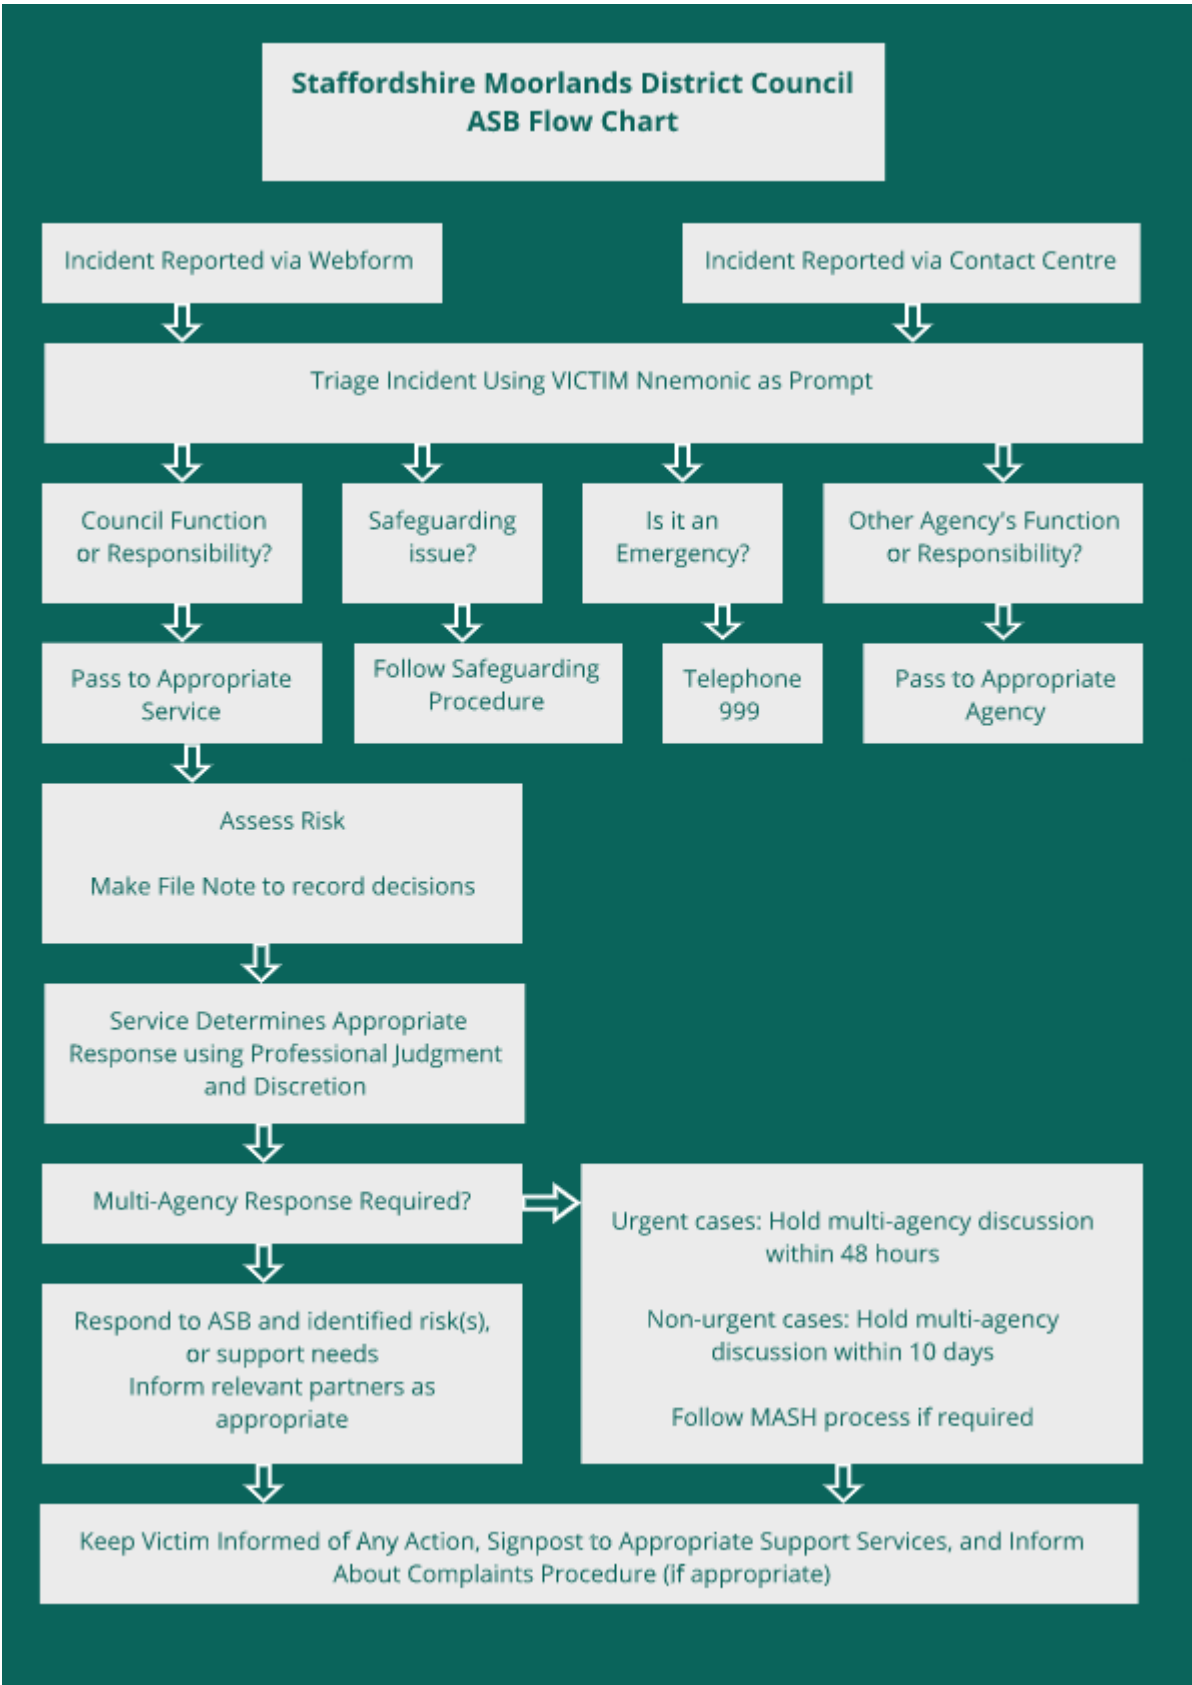 Staffordshire Moorlands District Council
ASB Flow Chart
Incident Reported via Webform
Incident Reported via Contact Centre
Triage Incident Using VICTIM Nnemonic as Prompt
Council Function
or Responsibility?
Safeguarding
issue?
Is it an
Emergency?
Other Agency's Function
or Responsibility?
Pass to Appropriate
Service
Follow Safeguarding
Procedure
Telephone
999
Pass to Appropriate
Agency
Assess Risk
Make File Note to record decisions
Service Determines Appropriate
Response using Professional Judgment
and Discretion
Multi-Agency Response Required?
Urgent cases: Hold multi-agency discussion
within 48 hours
Non-urgent cases: Hold multi-agency
discussion within 10 days
Follow MASH process if required
Respond to ASB and identified risk(s),
or support needs
Inform relevant partners as
appropriate
Keep Victim Informed of Any Action, Signpost to Appropriate Support Services, and Inform
About Complaints Procedure (if appropriate)